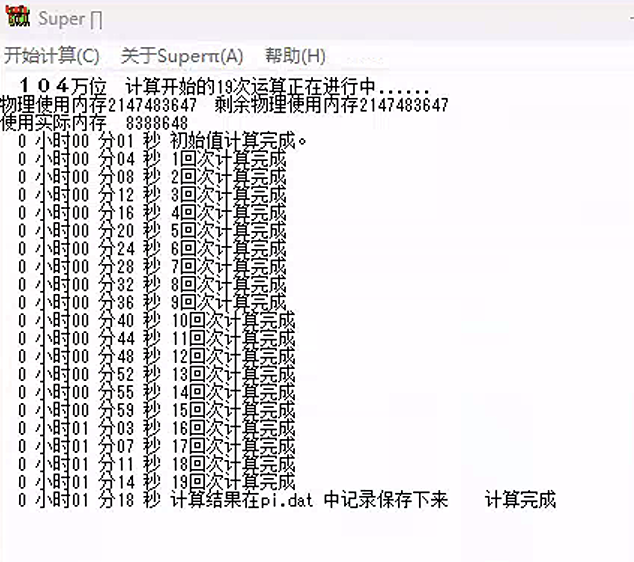 Super ∏
开始计算(C) 关于Superπ(A) 帮助(H)
１０４万位 计算开始的19次运算正在进行中......
物理使用内存2147483647 剩余物理使用内存2147483647
使用实际内存 8388648
0 小时00 分01 秒 初始值计算完成。
0 小时00 分04 秒 1回次计算完成
0 小时00 分08 秒 2回次计算完成
0 小时00 分12 秒 3回次计算完成
0 小时00 分16 秒 4回次计算完成
0 小时00 分20 秒 5回次计算完成
0 小时00 分24 秒 6回次计算完成
0 小时00 分28 秒 7回次计算完成
0 小时00 分32 秒 8回次计算完成
0 小时00 分36 秒 9回次计算完成
0 小时00 分40 秒 10回次计算完成
0 小时00 分44 秒 11回次计算完成
0 小时00 分48 秒 12回次计算完成
0 小时00 分52 秒 13回次计算完成
0 小时00 分55 秒 14回次计算完成
0 小时00 分59 秒 15回次计算完成
0 小时01 分03 秒 16回次计算完成
0 小时01 分07 秒 17回次计算完成
0 小时01 分11 秒 18回次计算完成
0 小时01 分14 秒 19回次计算完成
0 小时01 分18 秒 计算结果在pi.dat 中记录保存下来 计算完成